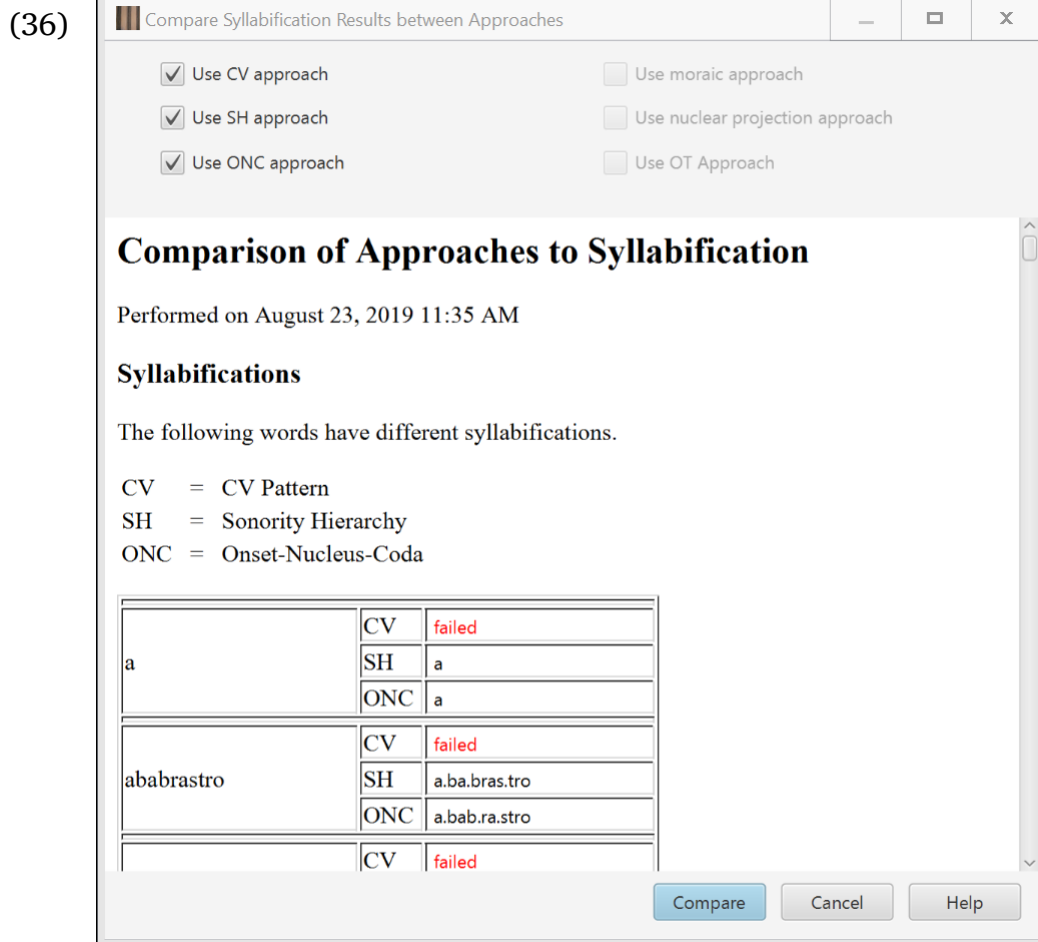 (36)
Compare Syllabification Results between Approaches
Use CV approach
Use moraic approach
Use SH approach
Use nuclear projection approach
Use ONC approach
Use OT Approach
Comparison of Approaches to Syllabification
Performed on August 23, 2019 11:35 AM
Syllabifications
The following words have different syllabifications.
CV = CV Pattern
SH = Sonority Hierarchy
ONC = Onset-Nucleus-Coda
a
CV failed
SH a
ONC a
ababrastro
CV failed
SH a.ba.bras.tro
ONC a.bab.ra.stro
CV failed
Compare Cancel Help